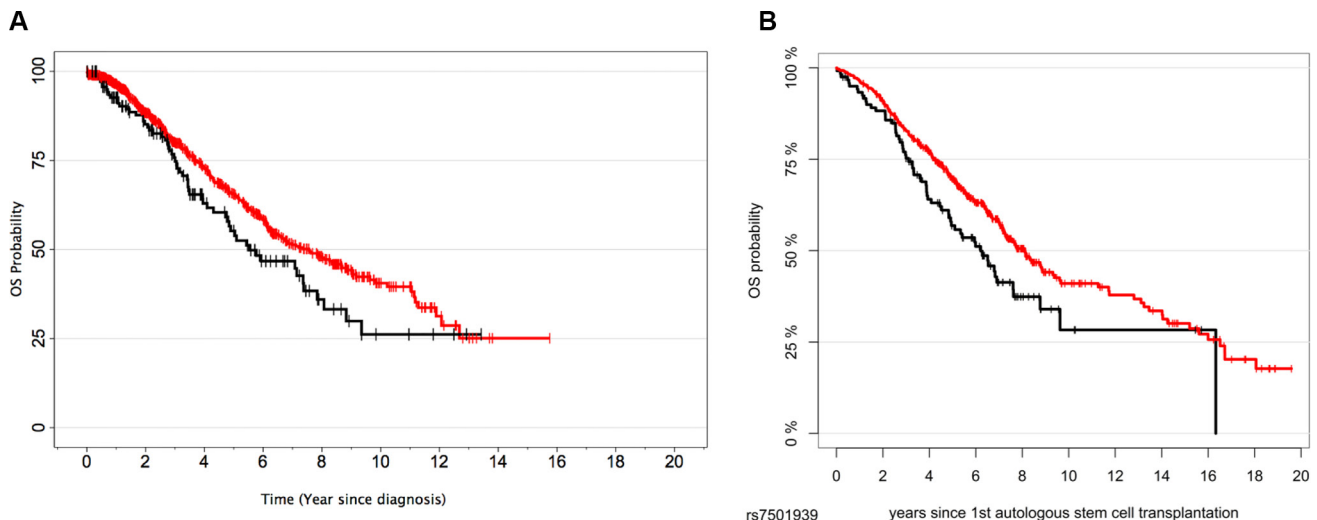 A
B
100
75
50
25
0
OS Probability
0 2 4 6 8 10 12 14 16 18 20
Time (Year since diagnosis)
100 %
75 %
50 %
25 %
0 %
OS probability
0 2 4 6 8 10 12 14 16 18 20
rs7501939 years since 1st autologous stem cell transplantation